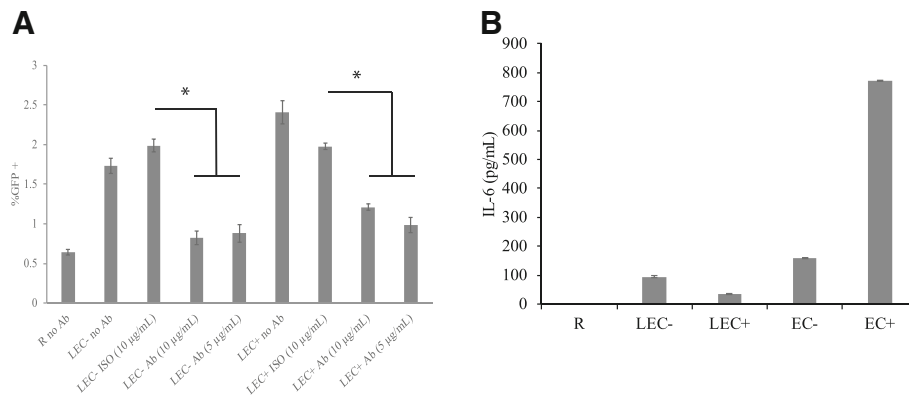 A
B
3
2.5
2
1.5
1
0.5
0
%GFP +
*
*
R no Ab
LEC- no Ab
LEC- ISO (10 µg/mL)
LEC- Ab (10 µg/mL)
LEC- Ab (5 µg/mL)
LEC+ no Ab
LEC+ ISO (10 µg/mL)
LEC+ Ab (10 µg/mL)
LEC+ Ab (5 µg/mL)
900
800
700
600
500
400
300
200
100
0
IL-6 (pg/mL)
R LEC- LEC+ EC- EC+